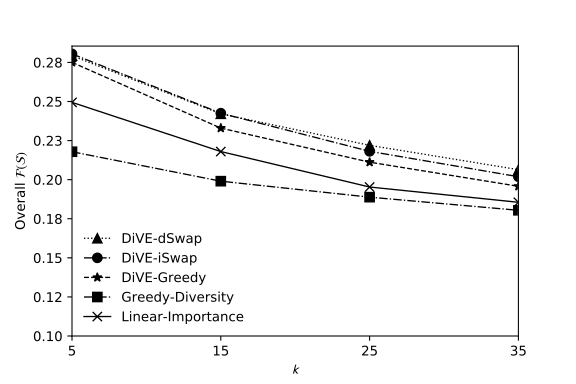 0.28
0.25
0.23
0.20
0.18
0.15
0.12
0.10
Overall F(S)
DiVE-dSwap
DiVE-iSwap
DiVE-Greedy
Greedy-Diversity
Linear-Importance
5 15 25 35
k